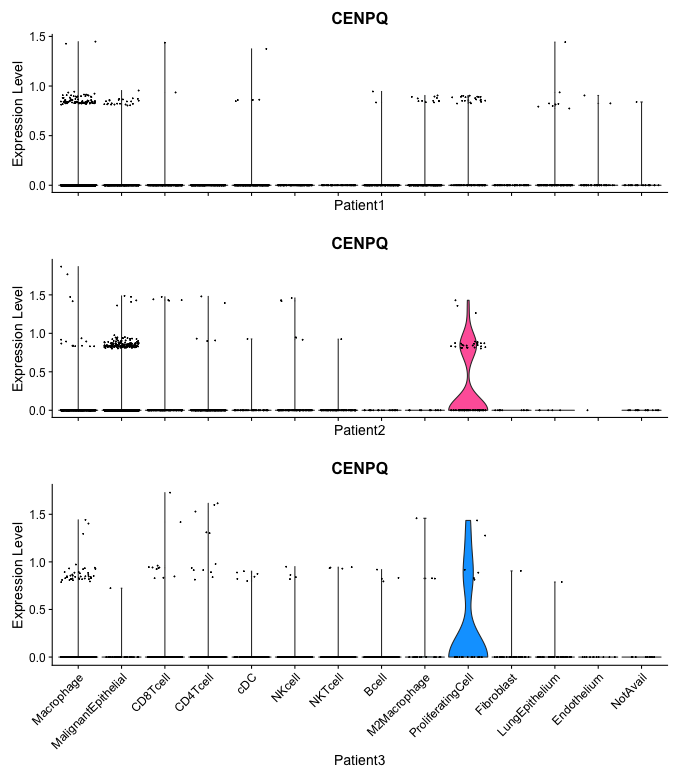 CENPQ
Expression Level
1.5
1.0
0.5
0.0
Patient1
CENPQ
Expression Level
1.5
1.0
0.5
0.0
Patient2
CENPQ
Expression Level
1.5
1.0
0.5
0.0
Macrophage
MalignantEpithelial
CD8Tcell
CD4Tcell
cDC
NKcell
NKTcell
Bcell
M2Macrophage
ProliferatingCell
Fibroblast
LungEpithelium
Endothelium
NotAvail
Patient3